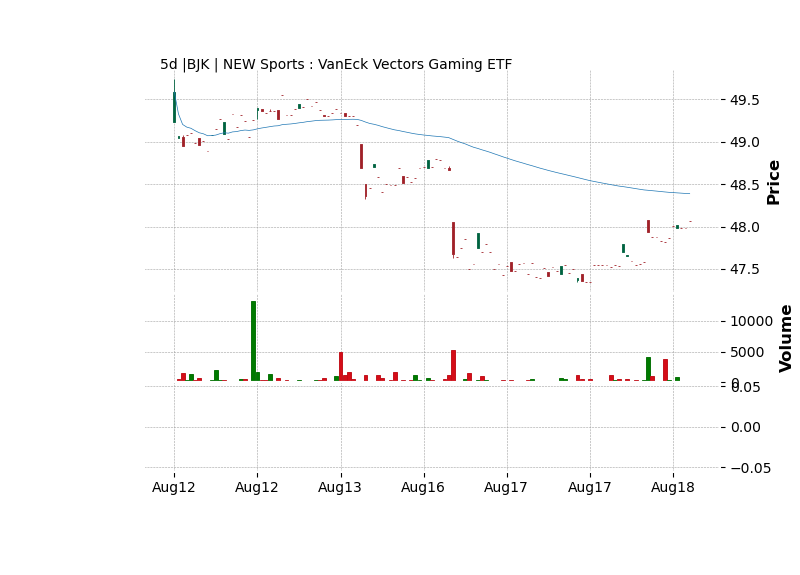 5d |BJK | NEW Sports : VanEck Vectors Gaming ETF
49.5
49.0
48.5
48.0
47.5
Price
10000
5000
0
Volume
0.05
0.00
−0.05
Aug12 Aug12 Aug13 Aug16 Aug17 Aug17 Aug18